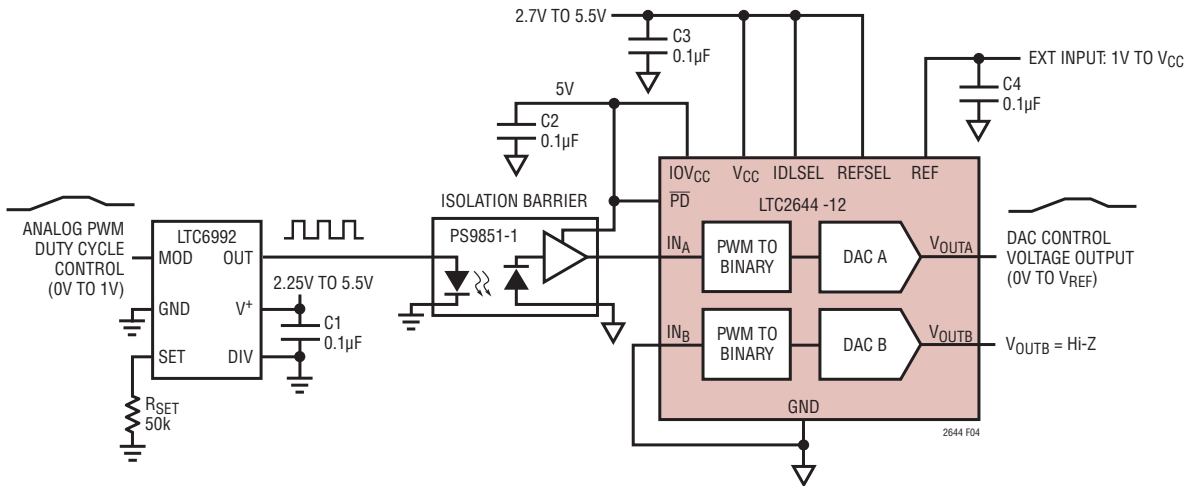 2.7V TO 5.5V
C3
0.1µF
EXT INPUT: 1V TO VCC
C4
0.1µF
5V
C2
0.1µF
IOVCC
VCC
IDLSEL
REFSEL
REF
PD
LTC2644 -12
ISOLATION BARRIER
PS9851-1
ANALOG PWM
DUTY CYCLE
CONTROL
(0V TO 1V)
LTC6992
MOD
OUT
GND
V+
SET
DIV
2.25V TO 5.5V
C1
0.1µF
RSET
50k
INA
PWM TO
BINARY
DAC A
VOUTA
DAC CONTROL
VOLTAGE OUTPUT
(0V TO VREF)
INB
PWM TO
BINARY
DAC B
VOUTB
VOUTB = Hi-Z
GND
2644 F04